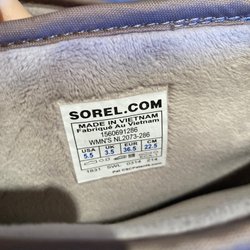 SOREL.COM
MADE IN VIETNAM
Fabriqué Au Vietnam
1560691286
WMN'S NL2073-286
USA UK EUR CM
5.5 3.5 36.5 22.5